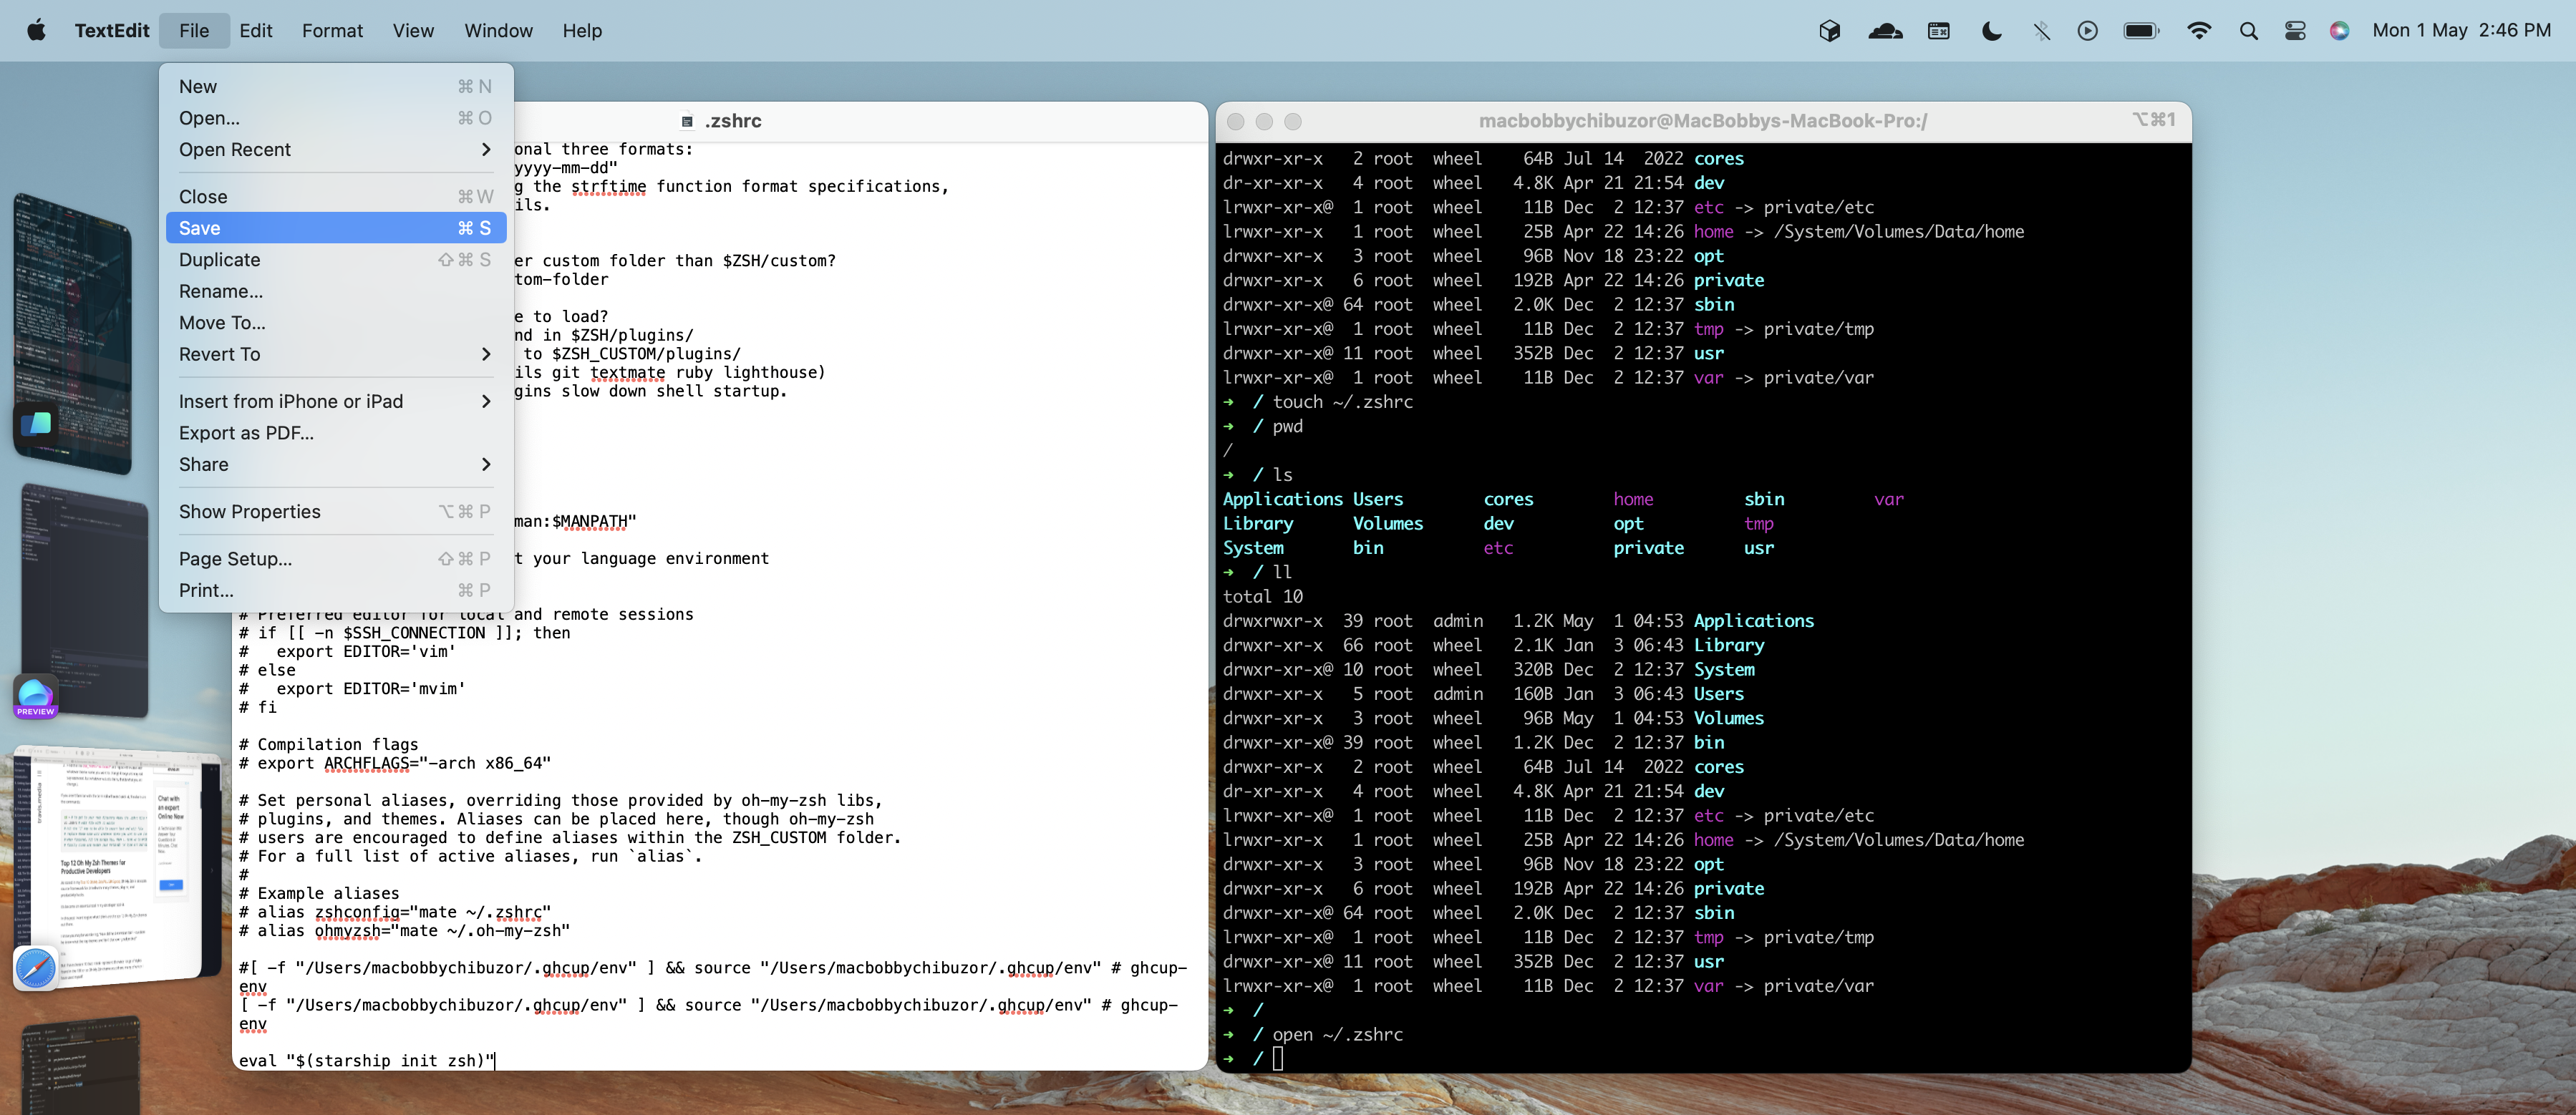 TextEdit File Edit Format View Window Help Mon 1 May 2:46 PM
New ⌘ N
Open... ⌘ O
Open Recent
Close ⌘ W
Save ⌘ S
Duplicate ⇧ ⌘ S
Rename...
Move To...
Revert To
Insert from iPhone or iPad
Export as PDF...
Share
Show Properties ⌥ ⌘ P
Page Setup... ⇧ ⌘ P
Print... ⌘ P
.zshrc
onal three formats:
yyyy-mm-dd"
g the strftime function format specifications,
ils.
er custom folder than $ZSH/custom?
tom-folder
e to load?
nd in $ZSH/plugins/
to $ZSH_CUSTOM/plugins/
ils git textmate ruby lighthouse)
gins slow down shell startup.
man:$MANPATH"
t your language environment
# Preferred editor for local and remote sessions
# if [[ -n $SSH_CONNECTION ]]; then
#   export EDITOR='vim'
# else
#   export EDITOR='mvim'
# fi
# Compilation flags
# export ARCHFLAGS="-arch x86_64"
# Set personal aliases, overriding those provided by oh-my-zsh libs,
# plugins, and themes. Aliases can be placed here, though oh-my-zsh
# users are encouraged to define aliases within the ZSH_CUSTOM folder.
# For a full list of active aliases, run `alias`.
#
# Example aliases
# alias zshconfig="mate ~/.zshrc"
# alias ohmyzsh="mate ~/.oh-my-zsh"
#[ -f "/Users/macbobbychibuzor/.ghcup/env" ] && source "/Users/macbobbychibuzor/.ghcup/env" # ghcup-
env
[ -f "/Users/macbobbychibuzor/.ghcup/env" ] && source "/Users/macbobbychibuzor/.ghcup/env" # ghcup-
env
eval "$(starship init zsh)"
macbobbychibuzor@MacBobbys-MacBook-Pro:/ ⌥⌘1
drwxr-xr-x   2 root  wheel    64B Jul 14  2022 cores
dr-xr-xr-x   4 root  wheel   4.8K Apr 21 21:54 dev
lrwxr-xr-x@  1 root  wheel    11B Dec  2 12:37 etc -> private/etc
lrwxr-xr-x   1 root  wheel    25B Apr 22 14:26 home -> /System/Volumes/Data/home
drwxr-xr-x   3 root  wheel    96B Nov 18 23:22 opt
drwxr-xr-x   6 root  wheel   192B Apr 22 14:26 private
drwxr-xr-x@ 64 root  wheel   2.0K Dec  2 12:37 sbin
lrwxr-xr-x@  1 root  wheel    11B Dec  2 12:37 tmp -> private/tmp
drwxr-xr-x@ 11 root  wheel   352B Dec  2 12:37 usr
lrwxr-xr-x@  1 root  wheel    11B Dec  2 12:37 var -> private/var
→ / touch ~/.zshrc
→ / pwd
/
→ / ls
Applications Users cores home sbin var
Library Volumes dev opt tmp
System bin etc private usr
→ / ll
total 10
drwxrwxr-x  39 root  admin   1.2K May  1 04:53 Applications
drwxr-xr-x  66 root  wheel   2.1K Jan  3 06:43 Library
drwxr-xr-x@ 10 root  wheel   320B Dec  2 12:37 System
drwxr-xr-x   5 root  admin   160B Jan  3 06:43 Users
drwxr-xr-x   3 root  wheel    96B May  1 04:53 Volumes
drwxr-xr-x@ 39 root  wheel   1.2K Dec  2 12:37 bin
drwxr-xr-x   2 root  wheel    64B Jul 14  2022 cores
dr-xr-xr-x   4 root  wheel   4.8K Apr 21 21:54 dev
lrwxr-xr-x@  1 root  wheel    11B Dec  2 12:37 etc -> private/etc
lrwxr-xr-x   1 root  wheel    25B Apr 22 14:26 home -> /System/Volumes/Data/home
drwxr-xr-x   3 root  wheel    96B Nov 18 23:22 opt
drwxr-xr-x   6 root  wheel   192B Apr 22 14:26 private
drwxr-xr-x@ 64 root  wheel   2.0K Dec  2 12:37 sbin
lrwxr-xr-x@  1 root  wheel    11B Dec  2 12:37 tmp -> private/tmp
drwxr-xr-x@ 11 root  wheel   352B Dec  2 12:37 usr
lrwxr-xr-x@  1 root  wheel    11B Dec  2 12:37 var -> private/var
→ /
→ / open ~/.zshrc
→ /
PREVIEW
Chat with
an expert
Online Now
Top 12 Oh My Zsh Themes for
Productive Developers